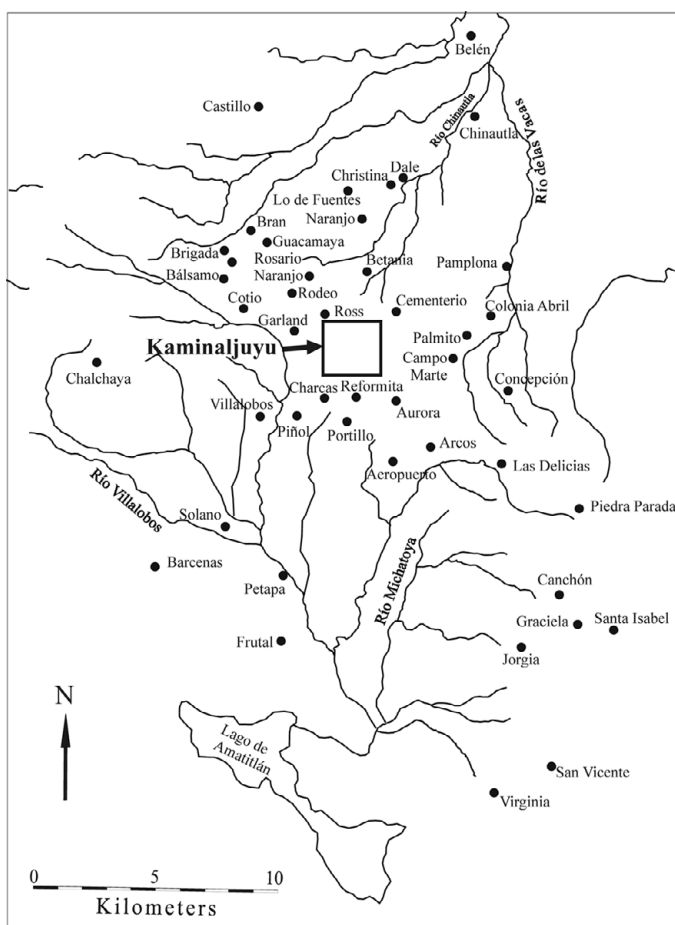 Belén
Castillo
Río Chinautla
Chinautla
Río de las Vacas
Dale
Christina
Lo de Fuentes
Naranjo
Bran
Guacamaya
Brigada
Rosario
Naranjo
Betania
Pamplona
Bálsamo
Rodeo
Cotio
Ross
Cementerio
Colonia Abril
Garland
Palmito
Kaminaljuyu
Campo
Marte
Chalchaya
Concepción
Charcas
Reformita
Villalobos
Aurora
Piñol
Portillo
Arcos
Aeropuerto
Las Delicias
Río Villalobos
Piedra Parada
Solano
Barcenas
Petapa
Río Michatoya
Canchón
Graciela
Santa Isabel
Frutal
Jorgia
N
Lago de
Amatitlán
San Vicente
Virginia
0 5 10
Kilometers